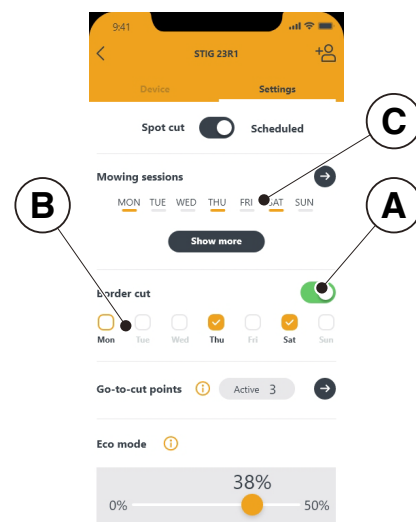 9:41
STIG 23R1
Device Settings
Spot cut Scheduled
C
Mowing sessions
MON TUE WED THU FRI SAT SUN
B
A
Show more
Border cut
Mon Tue Wed Thu Fri Sat Sun
Go-to-cut points Active 3
Eco mode
38%
0% 50%